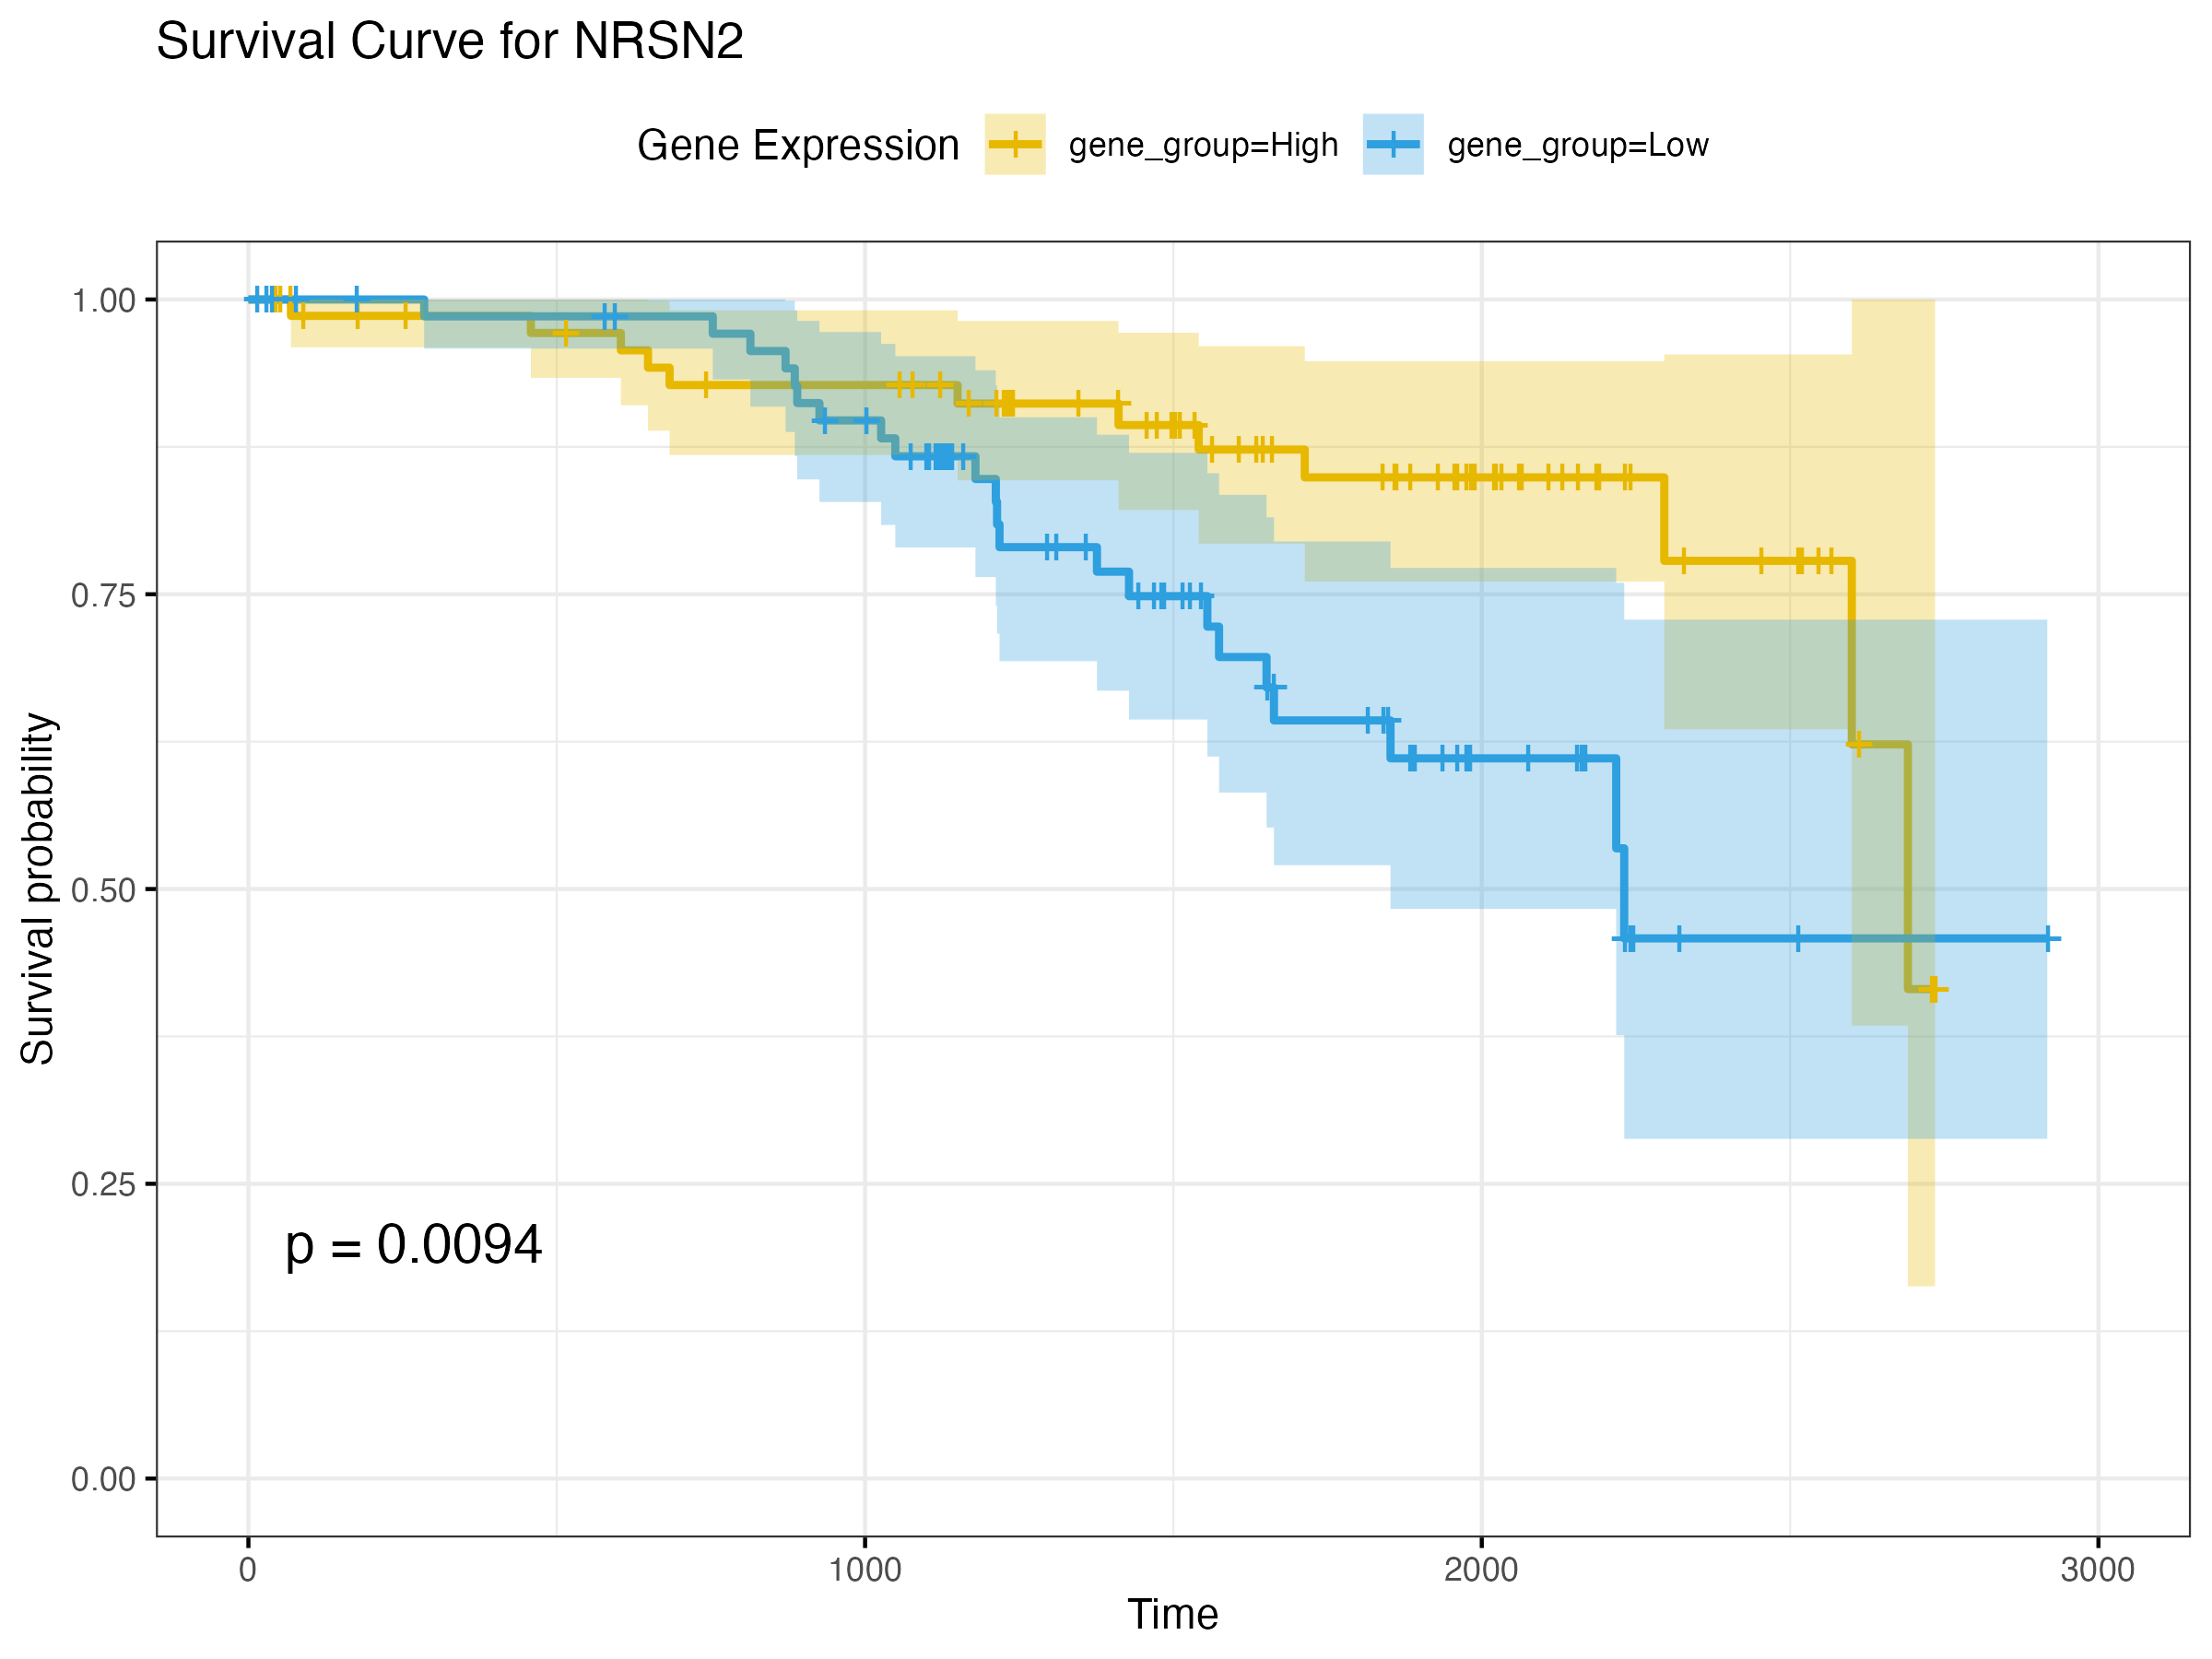 Survival Curve for NRSN2
Gene Expression gene_group=High gene_group=Low
1.00
0.75
0.50
0.25
0.00
Survival probability
p = 0.0094
0 1000 2000 3000
Time